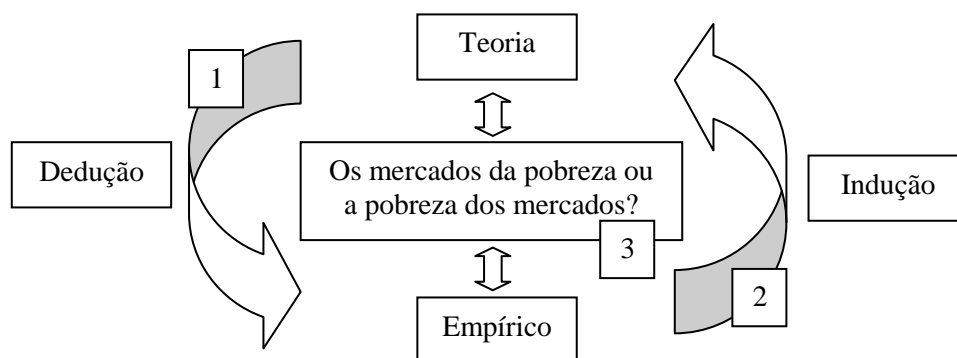 Teoria
1
Dedução
Os mercados da pobreza ou
a pobreza dos mercados?
Indução
3
2
Empírico